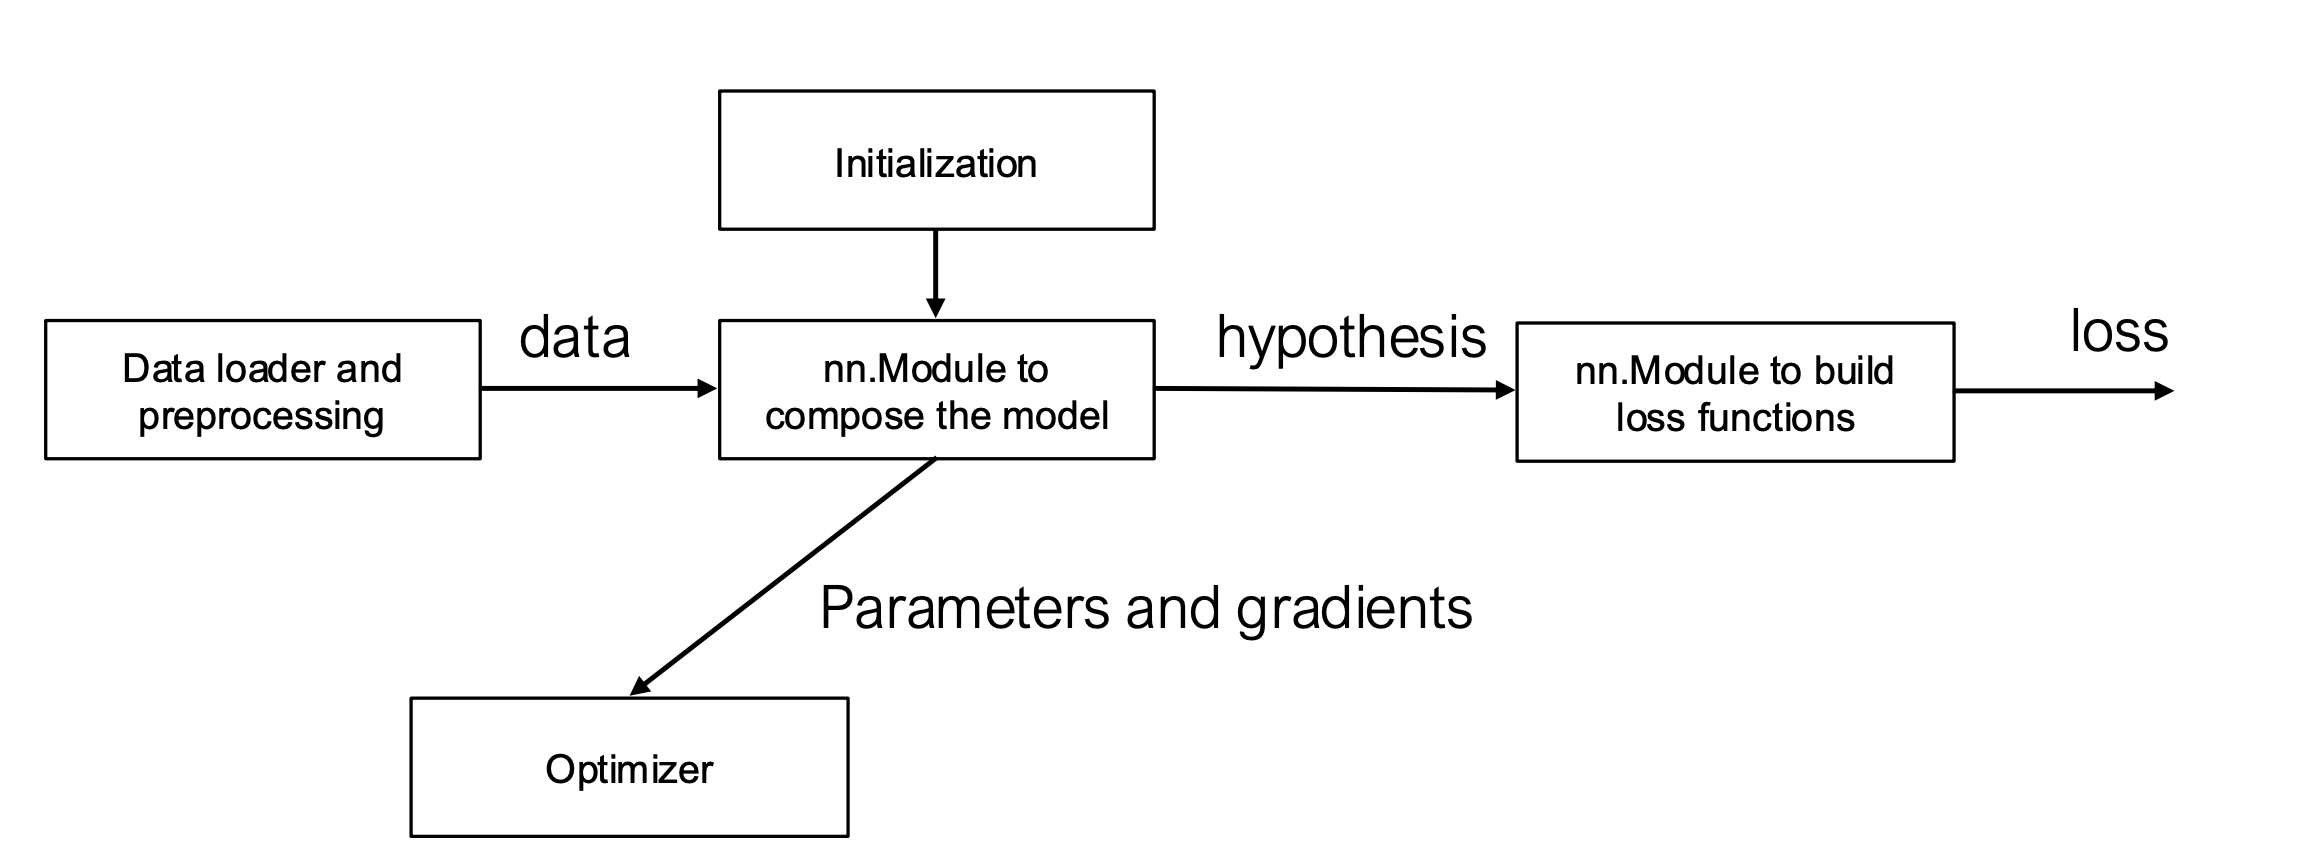 Initialization
Data loader and
preprocessing
data
nn.Module to
compose the model
hypothesis
nn.Module to build
loss functions
loss
Parameters and gradients
Optimizer